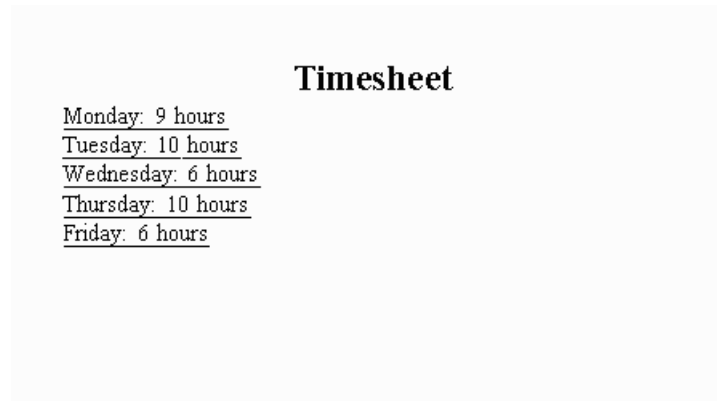 Timesheet
Monday: 9 hours
Tuesday: 10 hours
Wednesday: 6 hours
Thursday: 10 hours
Friday: 6 hours